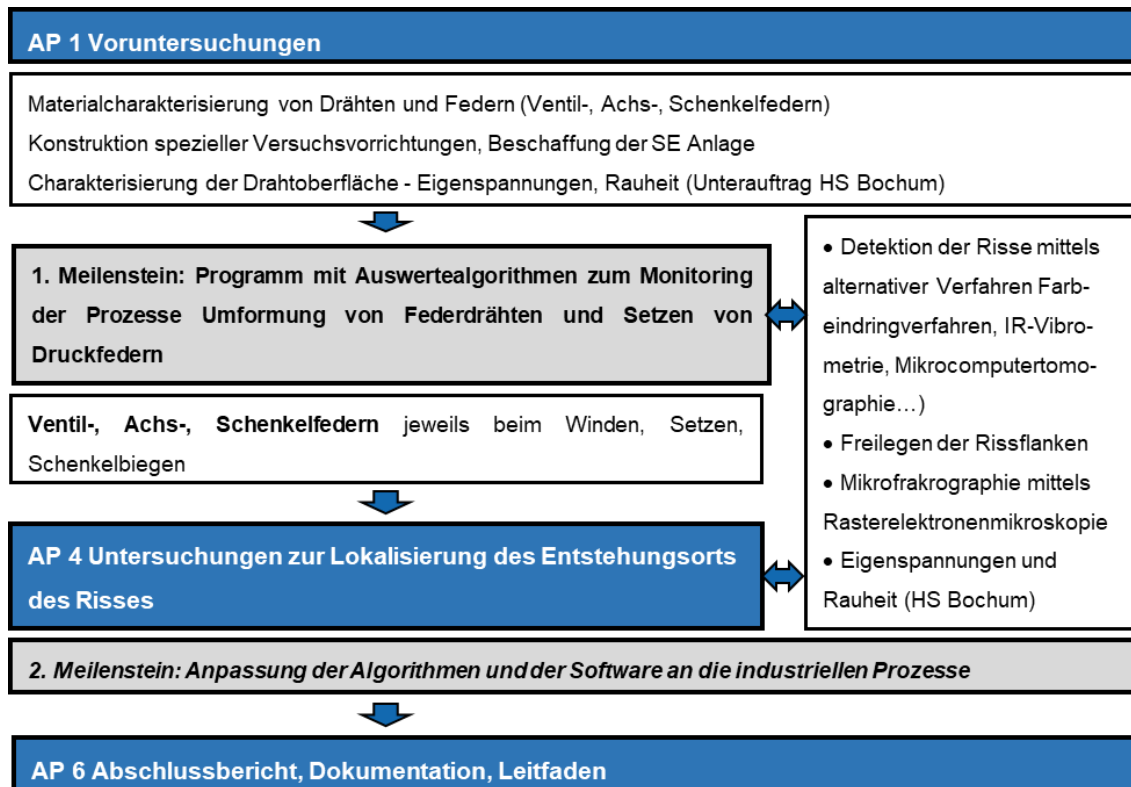 AP 1 Voruntersuchungen
Materialcharakterisierung von Drähten und Federn (Ventil-, Achs-, Schenkelfedern)
Konstruktion spezieller Versuchsvorrichtungen, Beschaffung der SE Anlage
Charakterisierung der Drahtoberfläche - Eigenspannungen, Rauheit (Unterauftrag HS Bochum)
1. Meilenstein: Programm mit Auswertealgorithmen zum Monitoring
der Prozesse Umformung von Federdrähten und Setzen von
Druckfedern
Ventil-, Achs-, Schenkelfedern jeweils beim Winden, Setzen,
Schenkelbiegen
AP 4 Untersuchungen zur Lokalisierung des Entstehungsorts
des Risses
• Detektion der Risse mittels
alternativer Verfahren Farb-
eindringverfahren, IR-Vibro-
metrie, Mikrocomputertomo-
graphie…)
• Freilegen der Rissflanken
• Mikrofrakrographie mittels
Rasterelektronenmikroskopie
• Eigenspannungen und
Rauheit (HS Bochum)
2. Meilenstein: Anpassung der Algorithmen und der Software an die industriellen Prozesse
AP 6 Abschlussbericht, Dokumentation, Leitfaden